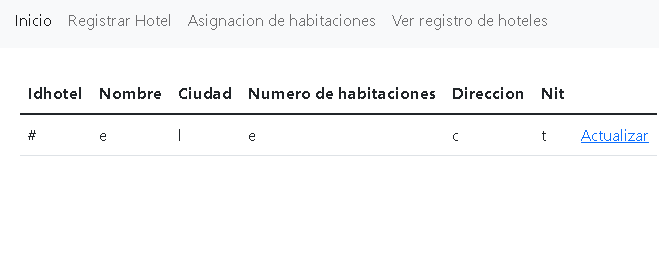 Inicio Registrar Hotel Asignacion de habitaciones Ver registro de hoteles
Idhotel Nombre Ciudad Numero de habitaciones Direccion Nit
# e l e c t Actualizar